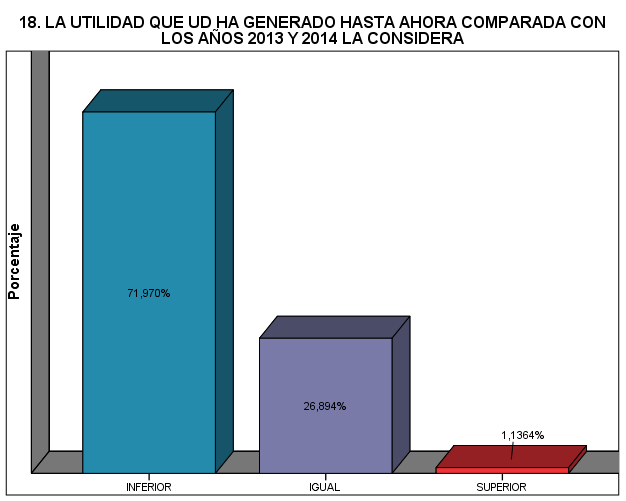 18. LA UTILIDAD QUE UD HA GENERADO HASTA AHORA COMPARADA CON
LOS AÑOS 2013 Y 2014 LA CONSIDERA
Porcentaje
71,970%
26,894%
1,1364%
INFERIOR
IGUAL
SUPERIOR